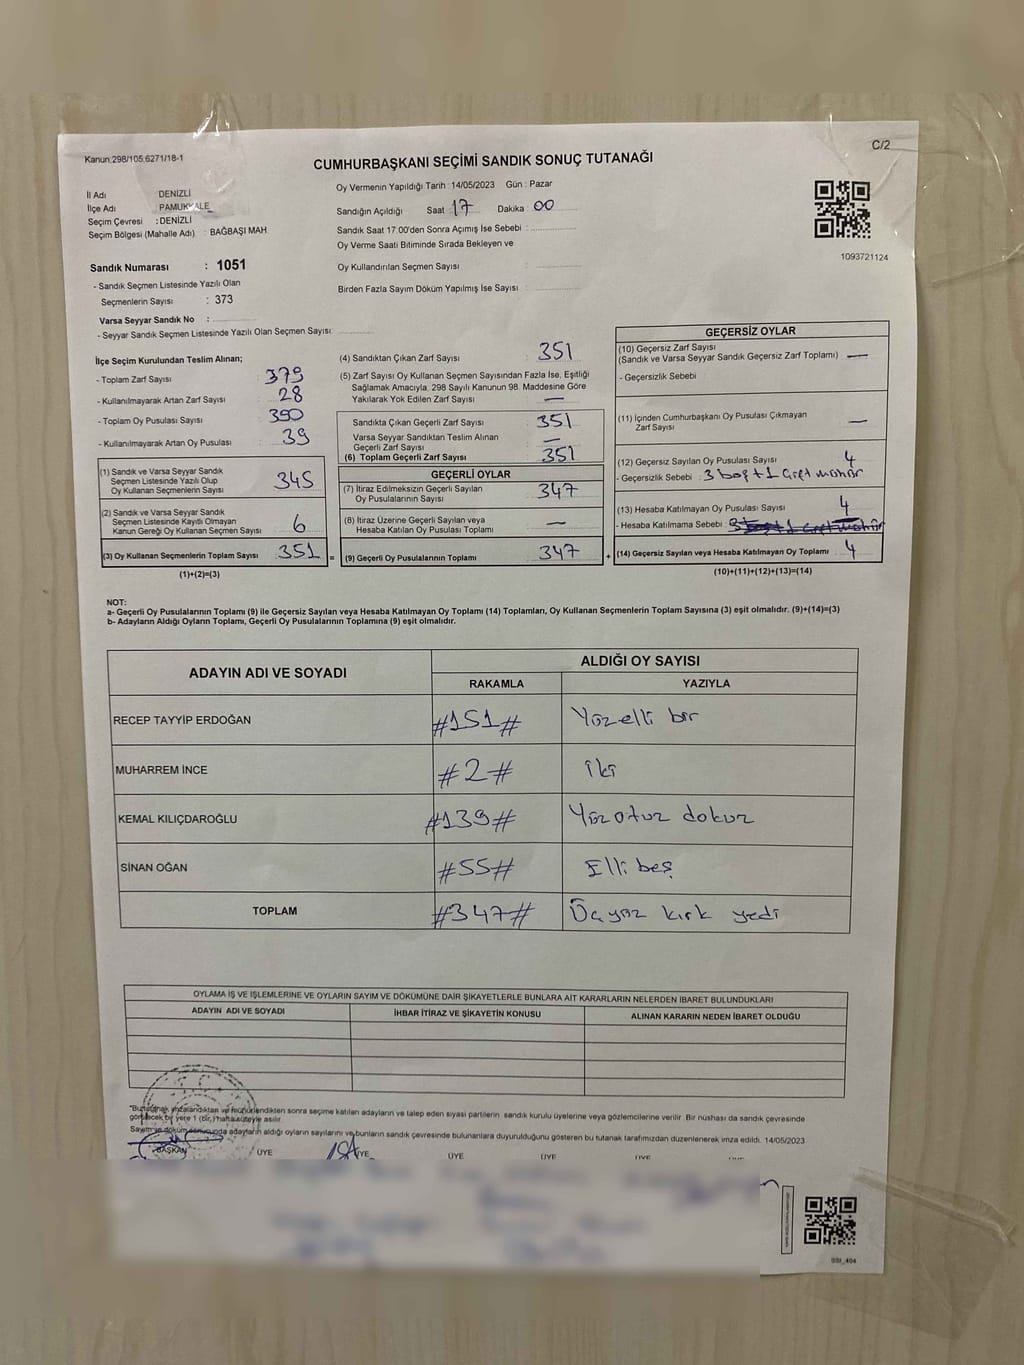 Kanun:298/105,6271/18-1
C/2
CUMHURBAŞKANI SEÇİMİ SANDIK SONUÇ TUTANAĞI
İl Adı DENİZLİ
İlçe Adı PAMUKKALE
Seçim Çevresi : DENİZLİ
Seçim Bölgesi (Mahalle Adı) : BAĞBAŞI MAH.
Oy Vermenin Yapıldığı Tarih : 14/05/2023 Gün : Pazar
Sandığın Açıldığı Saat 17 Dakika 00
Sandık Saat 17:00'den Sonra Açımış İse Sebebi :
Oy Verme Saati Bitiminde Sırada Bekleyen ve
Oy Kullandırılan Seçmen Sayısı :
Birden Fazla Sayım Döküm Yapılmış İse Sayısı :
1093721124
Sandık Numarası : 1051
- Sandık Seçmen Listesinde Yazılı Olan
Seçmenlerin Sayısı : 373
Varsa Seyyar Sandık No :
- Seyyar Sandık Seçmen Listesinde Yazılı Olan Seçmen Sayısı:
İlçe Seçim Kurulundan Teslim Alınan;
- Toplam Zarf Sayısı 379
- Kullanılmayarak Artan Zarf Sayısı 28
- Toplam Oy Pusulası Sayısı 390
- Kullanılmayarak Artan Oy Pusulası 39
(1) Sandık ve Varsa Seyyar Sandık
Seçmen Listesinde Yazılı Olup
Oy Kullanan Seçmenlerin Sayısı 345
(2) Sandık ve Varsa Seyyar Sandık
Seçmen Listesinde Kayıtlı Olmayan
Kanun Gereği Oy Kullanan Seçmen Sayısı 6
(3) Oy Kullanan Seçmenlerin Toplam Sayısı 351 =
(1)+(2)=(3)
(4) Sandıktan Çıkan Zarf Sayısı 351
(5) Zarf Sayısı Oy Kullanan Seçmen Sayısından Fazla İse, Eşitliği
Sağlamak Amacıyla, 298 Sayılı Kanunun 98. Maddesine Göre
Yakılarak Yok Edilen Zarf Sayısı —
Sandıkta Çıkan Geçerli Zarf Sayısı 351
Varsa Seyyar Sandıktan Teslim Alınan
Geçerli Zarf Sayısı —
(6) Toplam Geçerli Zarf Sayısı 351
GEÇERLİ OYLAR
(7) İtiraz Edilmeksizin Geçerli Sayılan
Oy Pusulalarının Sayısı 347
(8) İtiraz Üzerine Geçerli Sayılan veya
Hesaba Katılan Oy Pusulası Toplamı —
(9) Geçerli Oy Pusulalarının Toplamı 347 +
GEÇERSİZ OYLAR
(10) Geçersiz Zarf Sayısı
(Sandık ve Varsa Seyyar Sandık Geçersiz Zarf Toplamı) —
- Geçersizlik Sebebi
(11) İçinden Cumhurbaşkanı Oy Pusulası Çıkmayan
Zarf Sayısı —
(12) Geçersiz Sayılan Oy Pusulası Sayısı 4
- Geçersizlik Sebebi : 3 boş+1 çift mühür
(13) Hesaba Katılmayan Oy Pusulası Sayısı 4
- Hesaba Katılmama Sebebi :
(14) Geçersiz Sayılan veya Hesaba Katılmayan Oy Toplamı 4
(10)+(11)+(12)+(13)=(14)
NOT:
a- Geçerli Oy Pusulalarının Toplamı (9) ile Geçersiz Sayılan veya Hesaba Katılmayan Oy Toplamı (14) Toplamları, Oy Kullanan Seçmenlerin Toplam Sayısına (3) eşit olmalıdır. (9)+(14)=(3)
b- Adayların Aldığı Oyların Toplamı, Geçerli Oy Pusulalarının Toplamına (9) eşit olmalıdır.
ADAYIN ADI VE SOYADI ALDIĞI OY SAYISI
RAKAMLA YAZIYLA
RECEP TAYYİP ERDOĞAN #151# Yüzelli bir
MUHARREM İNCE #2# iki
KEMAL KILIÇDAROĞLU #139# Yüzotuz dokuz
SİNAN OĞAN #55# Elli beş
TOPLAM #347# Üçyüz kırk yedi
OYLAMA İŞ VE İŞLEMLERİNE VE OYLARIN SAYIM VE DÖKÜMÜNE DAİR ŞİKAYETLERLE BUNLARA AİT KARARLARIN NELERDEN İBARET BULUNDUKLARI
ADAYIN ADI VE SOYADI İHBAR İTİRAZ VE ŞİKAYETİN KONUSU ALINAN KARARIN NEDEN İBARET OLDUĞU
"Bu tutanak imzalandıktan ve mühürlendikten sonra seçime katılan adayların ve talep eden siyasi partilerin sandık kurulu üyelerine veya gözlemcilerine verilir. Bir nüshası da sandık çevresinde
görülecek bir yere 1 (bir) hafta süreyle asılır.
Sayım ve döküm sonucunda adayların aldığı oyların sayılarını ve bunların sandık çevresinde bulunanlara duyurulduğunu gösteren bu tutanak tarafımızdan düzenlenerek imza edildi. 14/05/2023
BAŞKAN ÜYE ÜYE ÜYE ÜYE ÜYE